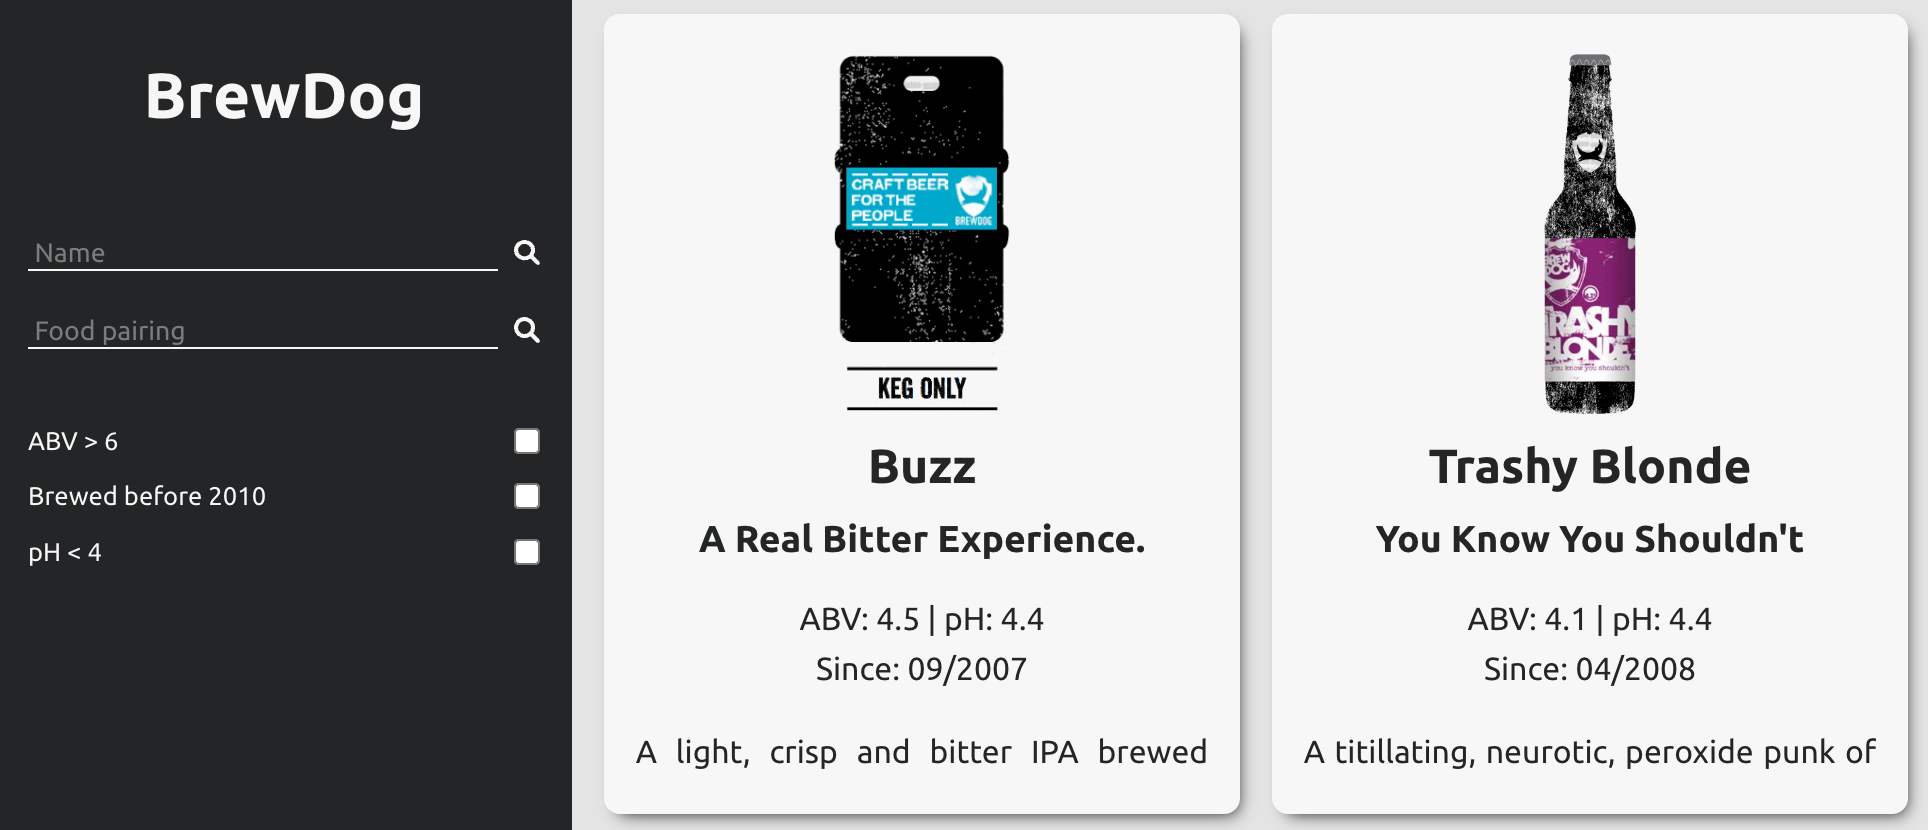 BrewDog
Name
Food pairing
ABV > 6
Brewed before 2010
pH < 4
CRAFT BEER
FOR THE
PEOPLE
BREWDOG
KEG ONLY
Buzz
A Real Bitter Experience.
ABV: 4.5 | pH: 4.4
Since: 09/2007
A light, crisp and bitter IPA brewed
BREW
DOG
TRASHY
BLONDE
you know you shouldn't
Trashy Blonde
You Know You Shouldn't
ABV: 4.1 | pH: 4.4
Since: 04/2008
A titillating, neurotic, peroxide punk of